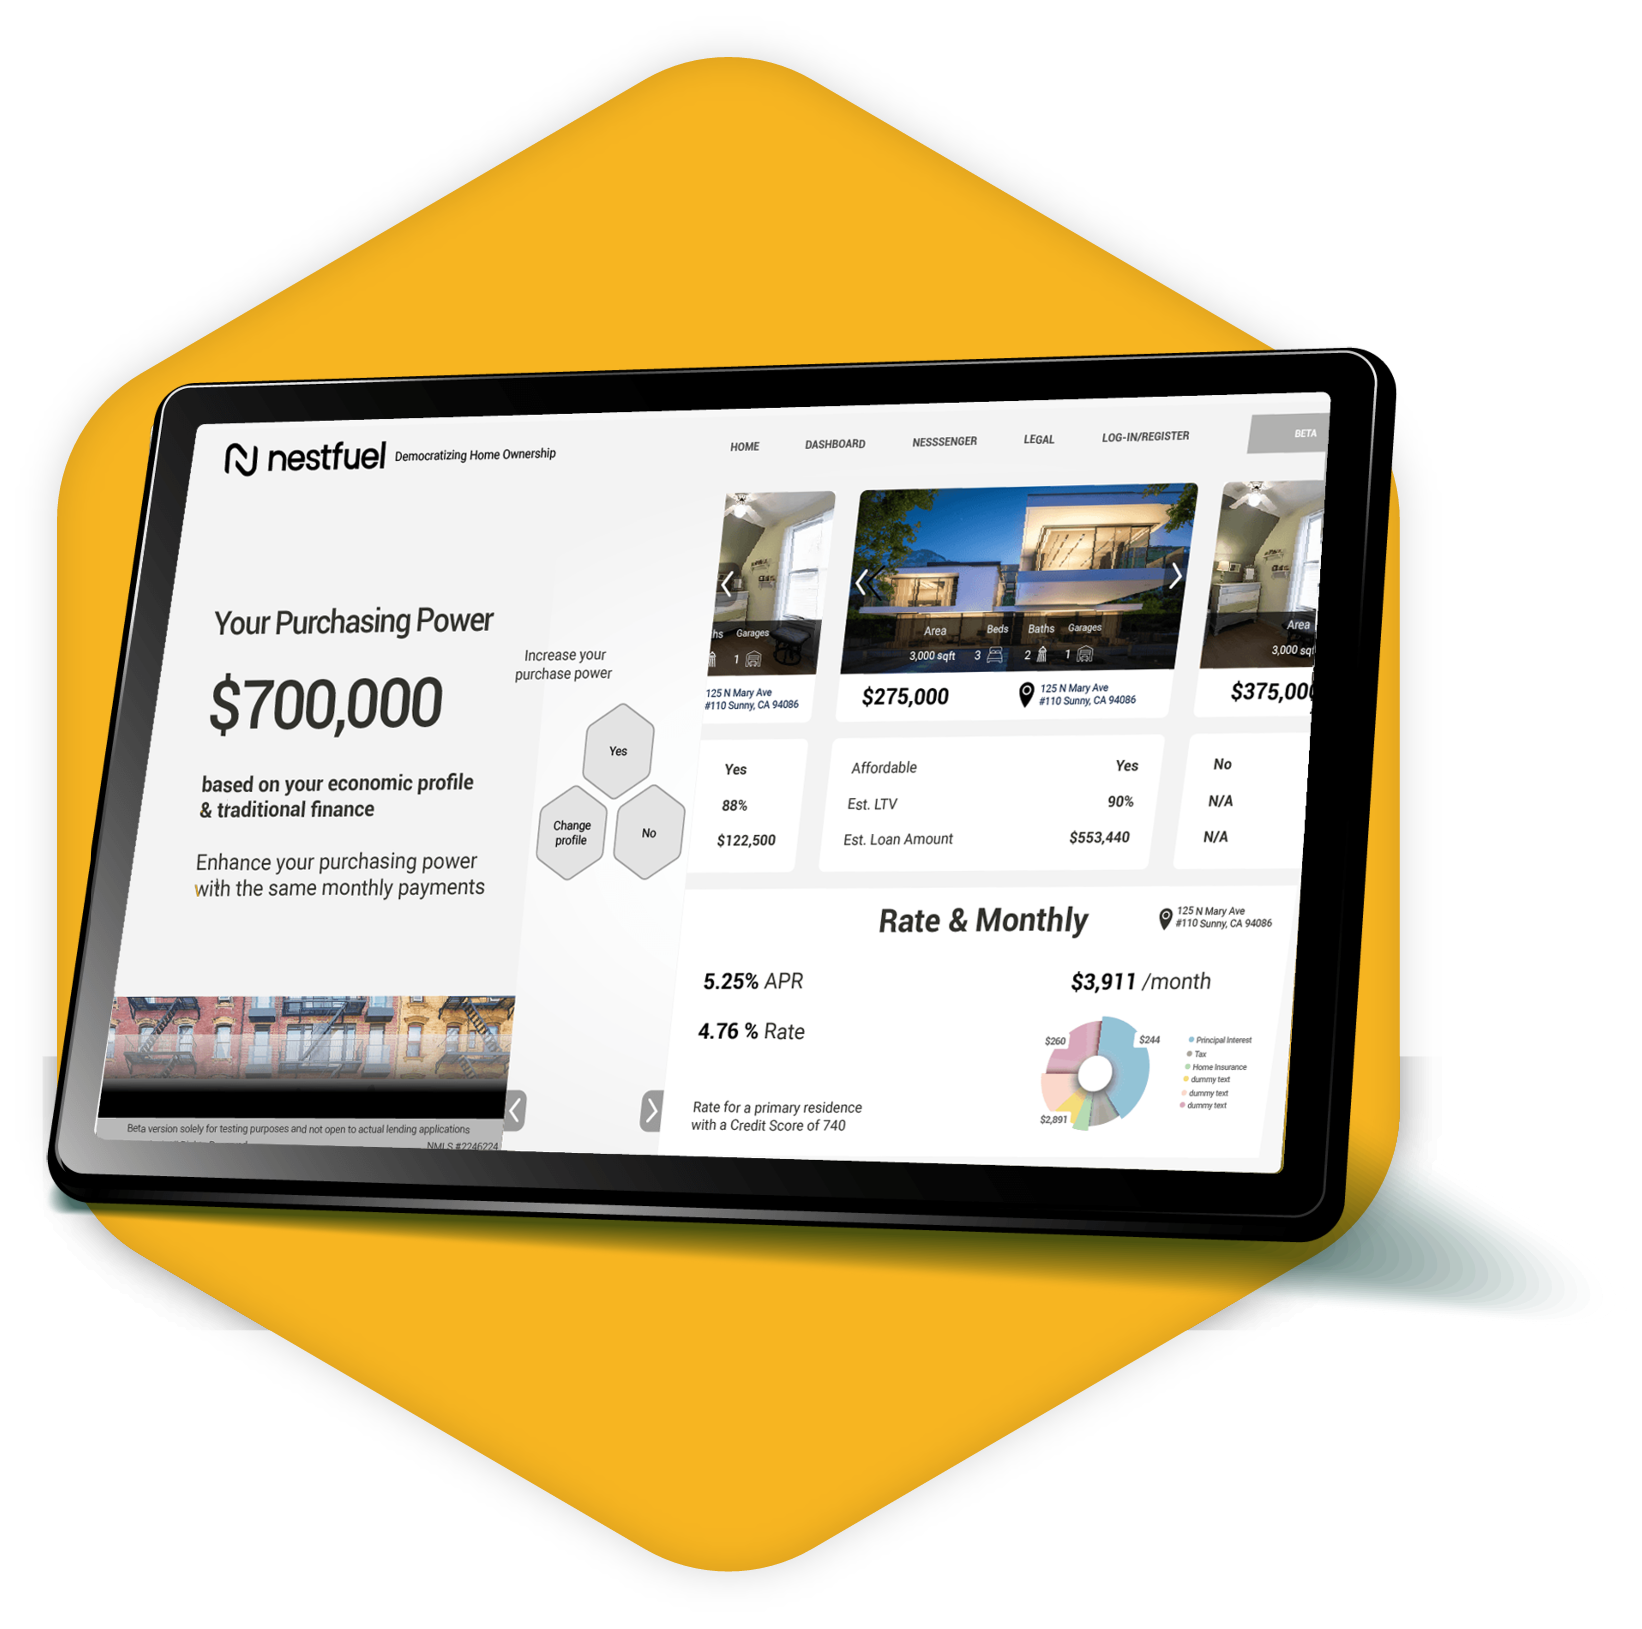 nestfuel Democratizing Home Ownership
HOME DASHBOARD NESSSENGER LEGAL LOG-IN/REGISTER BETA
Your Purchasing Power
$700,000
based on your economic profile
& traditional finance
Enhance your purchasing power
with the same monthly payments
Increase your
purchase power
Yes
Change
profile
No
Beta version solely for testing purposes and not open to actual lending applications
NMLS #2246224
Garages
1
125 N Mary Ave
#110 Sunny, CA 94086
Yes
88%
$122,500
Area Beds Baths Garages
3,000 sqft 3 2 1
$275,000
125 N Mary Ave
#110 Sunny, CA 94086
Affordable Yes
Est. LTV 90%
Est. Loan Amount $553,440
Area
3,000 sqft
$375,000
No
N/A
N/A
Rate & Monthly
125 N Mary Ave
#110 Sunny, CA 94086
5.25% APR
4.76 % Rate
Rate for a primary residence
with a Credit Score of 740
$3,911 /month
$260
$244
$2,891
Principal Interest
Tax
Home Insurance
dummy text
dummy text
dummy text